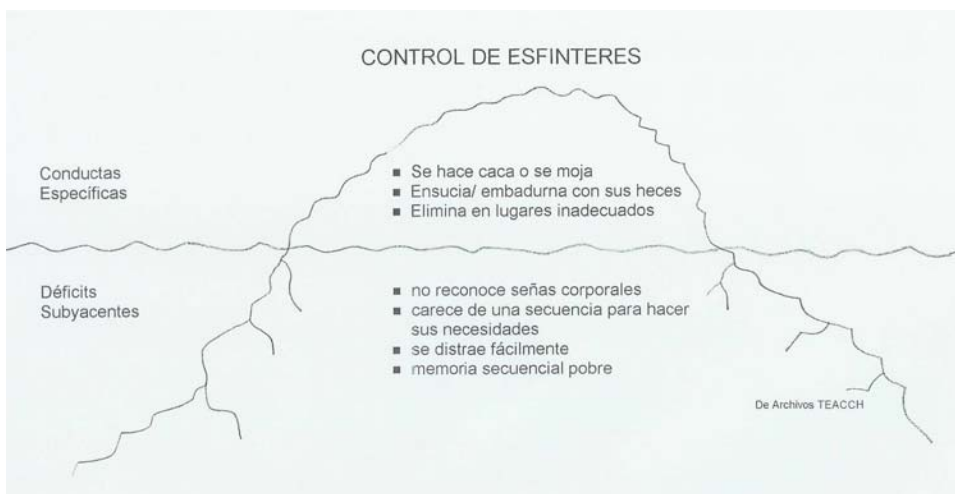 CONTROL DE ESFINTERES
Conductas
Específicas
▪ Se hace caca o se moja
▪ Ensucia/ embadurna con sus heces
▪ Elimina en lugares inadecuados
Déficits
Subyacentes
▪ no reconoce señas corporales
▪ carece de una secuencia para hacer
sus necesidades
▪ se distrae fácilmente
▪ memoria secuencial pobre
De Archivos TEACCH